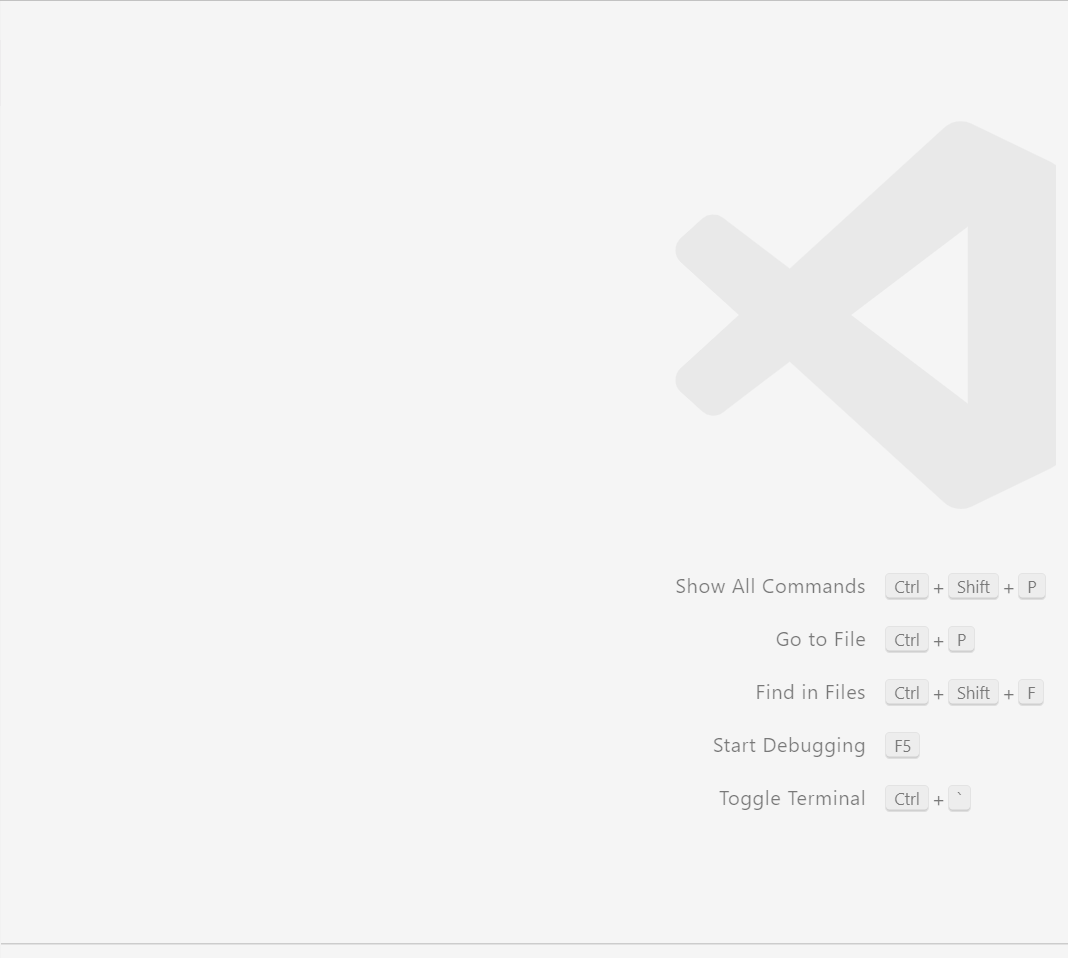 Show All Commands Ctrl + Shift + P
Go to File Ctrl + P
Find in Files Ctrl + Shift + F
Start Debugging F5
Toggle Terminal Ctrl + `